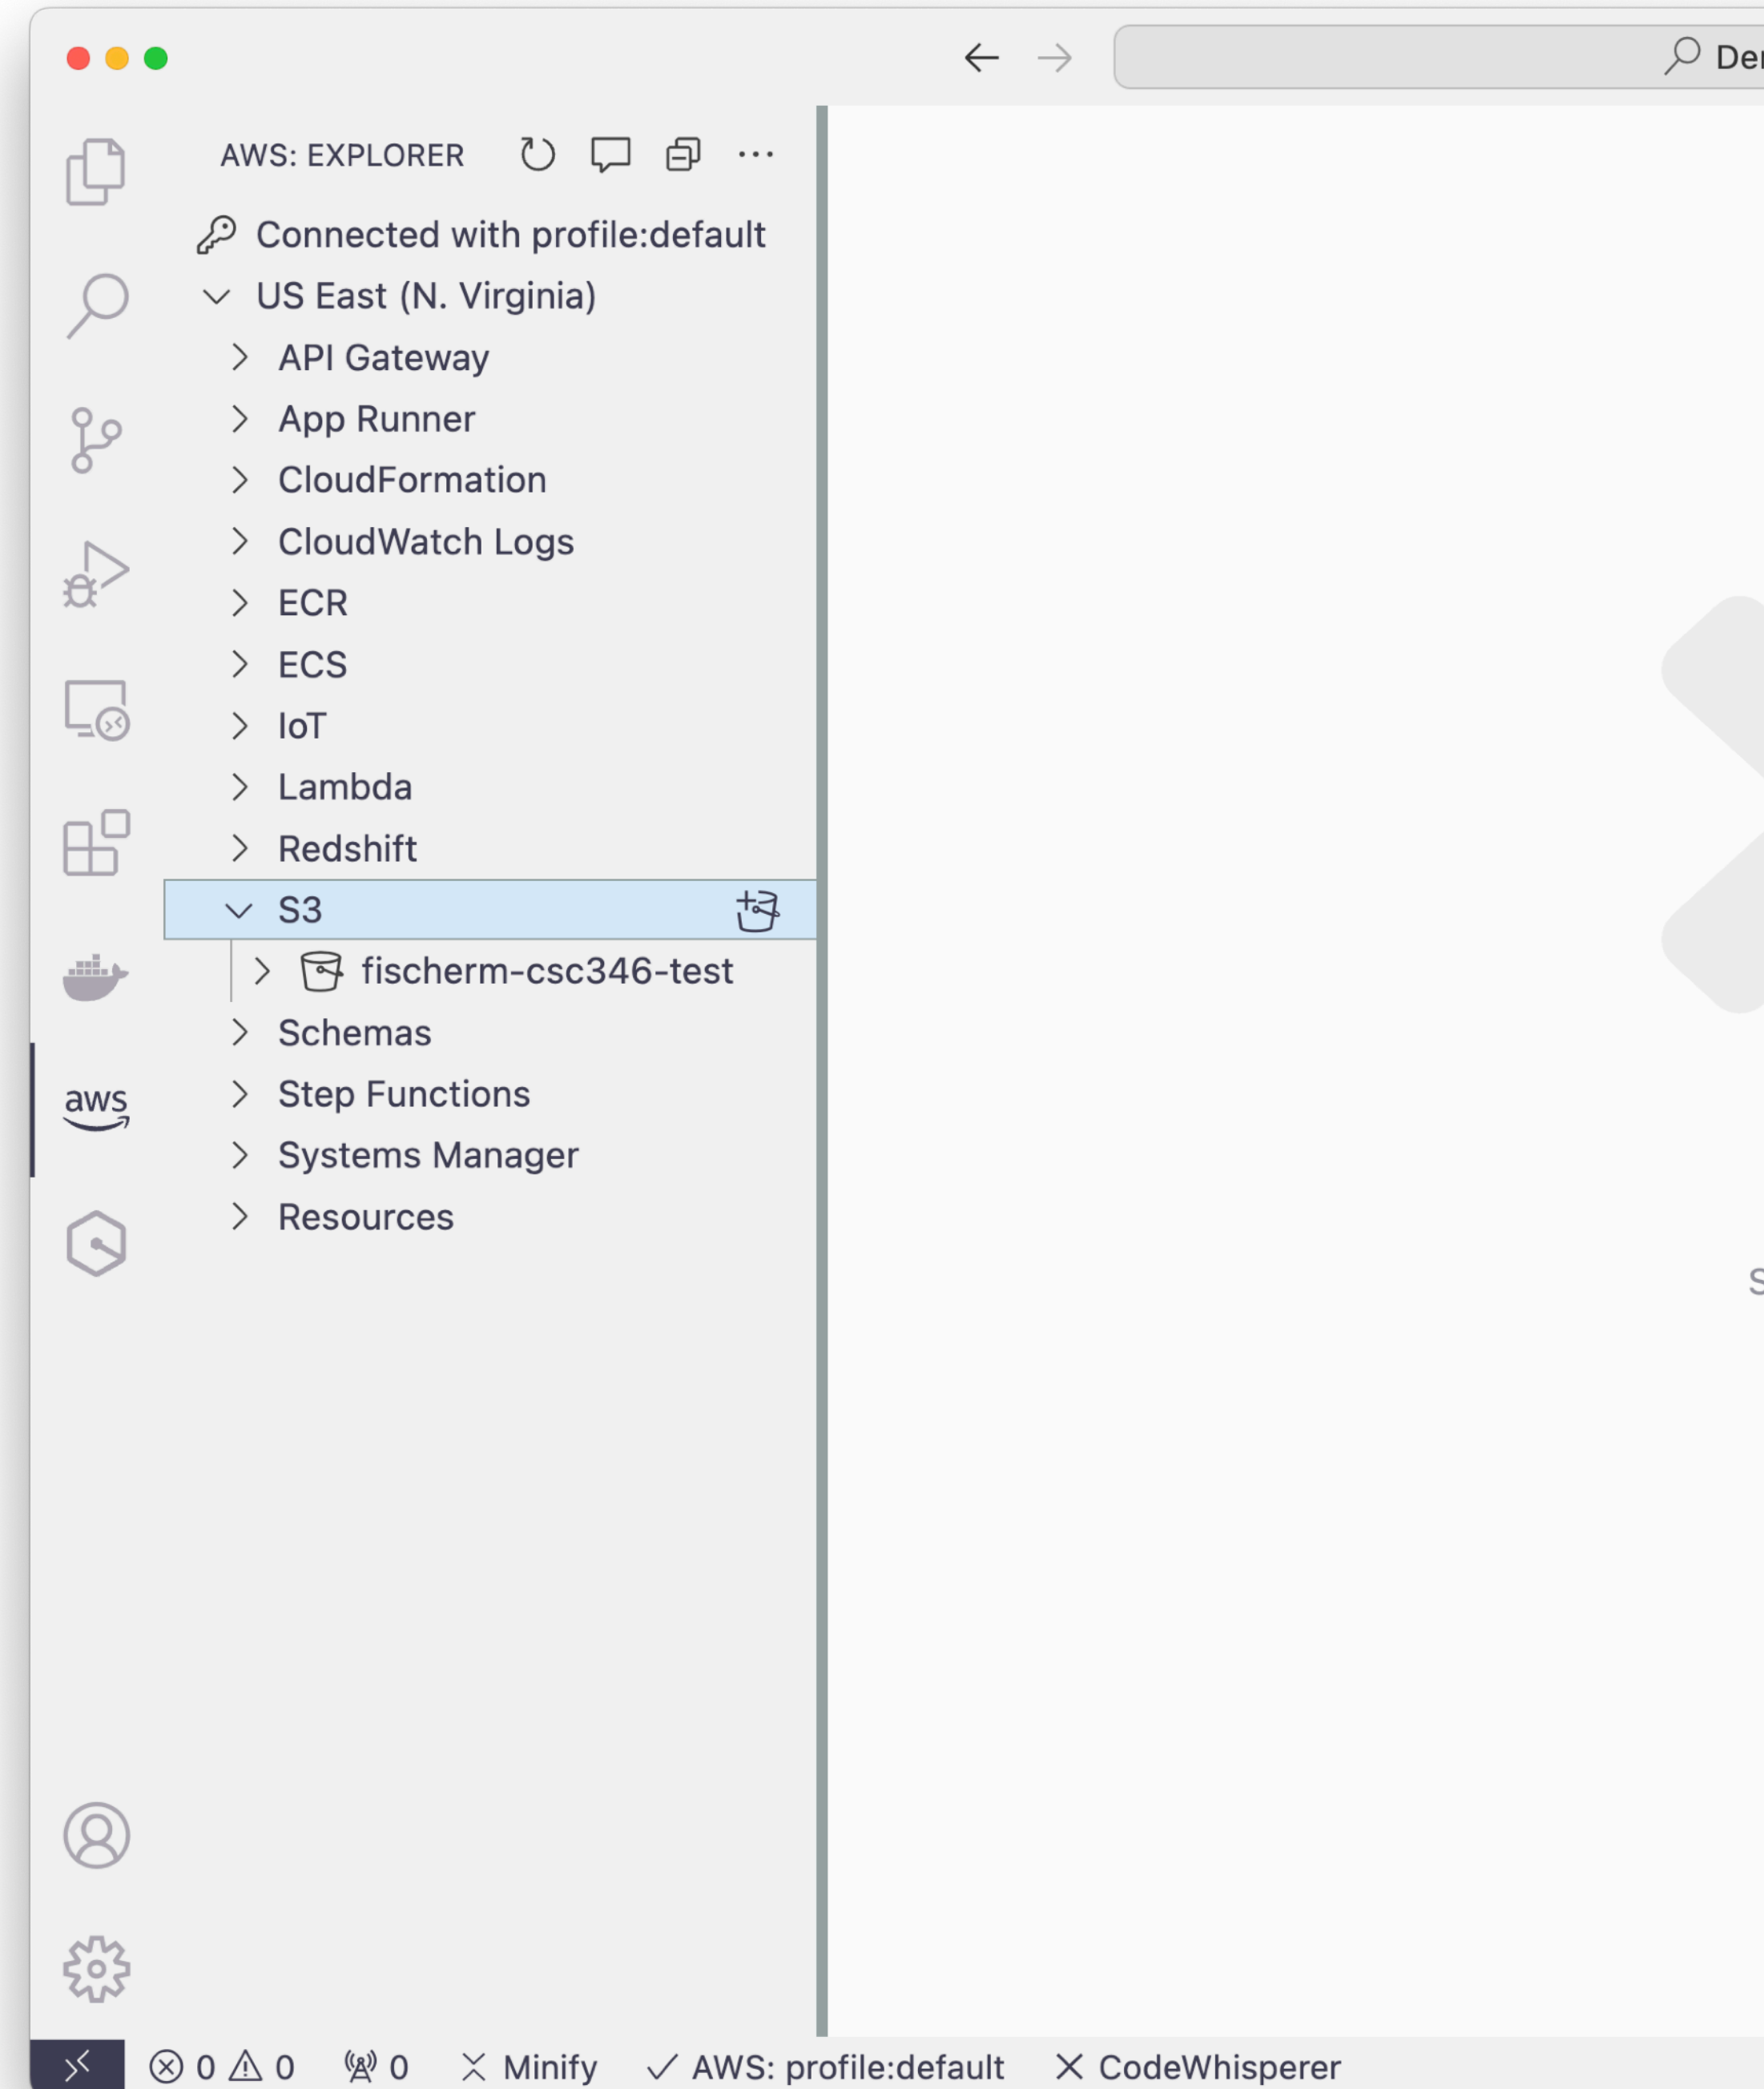 Der
AWS: EXPLORER
Connected with profile:default
US East (N. Virginia)
API Gateway
App Runner
CloudFormation
CloudWatch Logs
ECR
ECS
IoT
Lambda
Redshift
S3
fischerm-csc346-test
Schemas
aws
Step Functions
Systems Manager
Resources
S
0 0 0 Minify AWS: profile:default CodeWhisperer